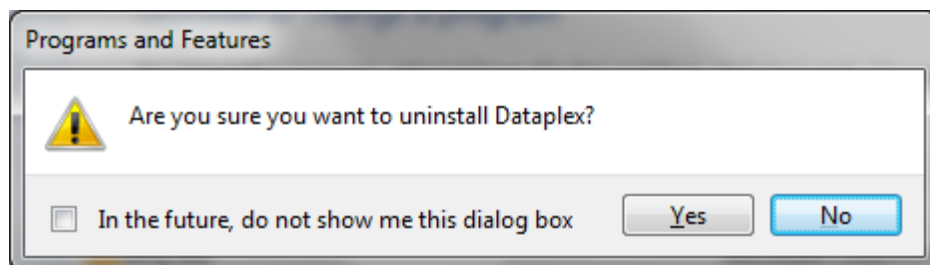 Programs and Features
Are you sure you want to uninstall Dataplex?
In the future, do not show me this dialog box
Yes
No